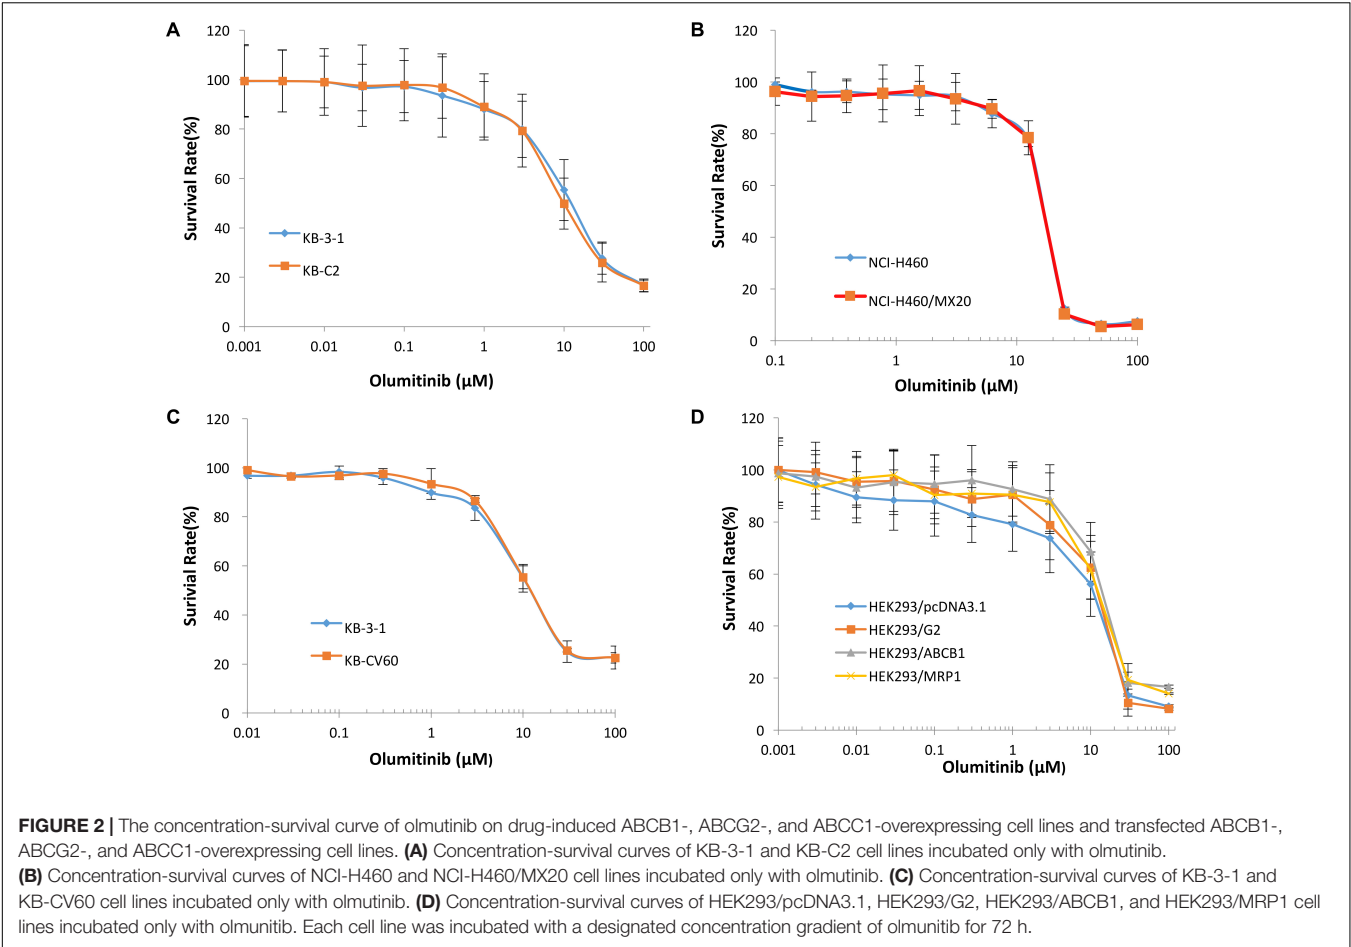 A
120
100
80
60
40
20
0
Survival Rate(%)
KB-3-1
KB-C2
0.001 0.01 0.1 1 10 100
Olumitinib (μM)
B
120
100
80
60
40
20
0
Survival Rate(%)
NCI-H460
NCI-H460/MX20
0.1 1 10 100
Olumitinib (μM)
C
120
100
80
60
40
20
0
Surivial Rate(%)
KB-3-1
KB-CV60
0.01 0.1 1 10 100
Olumitinib (μM)
D
120
100
80
60
40
20
0
Survival Rate(%)
HEK293/pcDNA3.1
HEK293/G2
HEK293/ABCB1
HEK293/MRP1
0.001 0.01 0.1 1 10 100
Olumitinib (μM)
FIGURE 2 | The concentration-survival curve of olmutinib on drug-induced ABCB1-, ABCG2-, and ABCC1-overexpressing cell lines and transfected ABCB1-,
ABCG2-, and ABCC1-overexpressing cell lines. (A) Concentration-survival curves of KB-3-1 and KB-C2 cell lines incubated only with olmutinib.
(B) Concentration-survival curves of NCI-H460 and NCI-H460/MX20 cell lines incubated only with olmutinib. (C) Concentration-survival curves of KB-3-1 and
KB-CV60 cell lines incubated only with olmutinib. (D) Concentration-survival curves of HEK293/pcDNA3.1, HEK293/G2, HEK293/ABCB1, and HEK293/MRP1 cell
lines incubated only with olmunitib. Each cell line was incubated with a designated concentration gradient of olmunitib for 72 h.